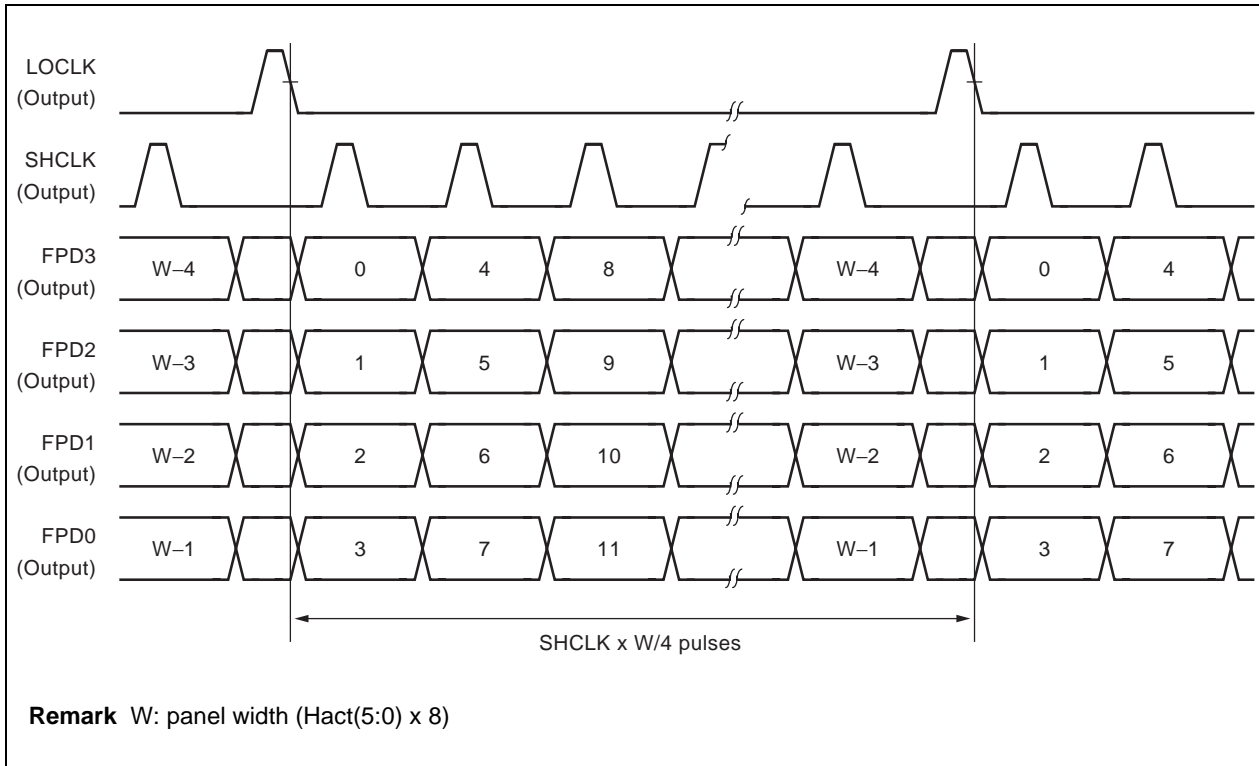 LOCLK
(Output)
SHCLK
(Output)
FPD3
(Output)
W–4 0 4 8 W–4 0 4
FPD2
(Output)
W–3 1 5 9 W–3 1 5
FPD1
(Output)
W–2 2 6 10 W–2 2 6
FPD0
(Output)
W–1 3 7 11 W–1 3 7
SHCLK x W/4 pulses
Remark W: panel width (Hact(5:0) x 8)